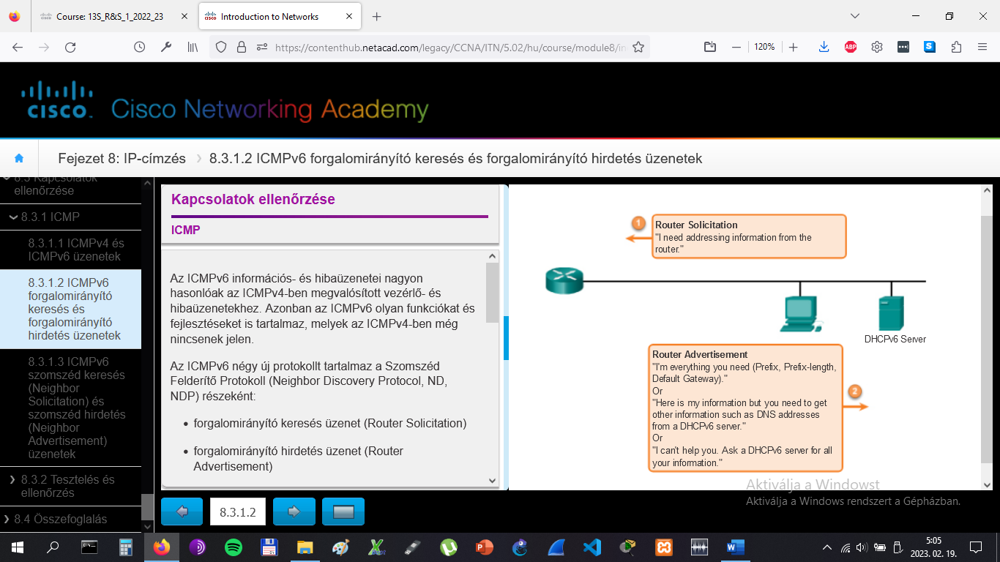 Course: 13S_R&S_1_2022_23
Introduction to Networks
https://contenthub.netacad.com/legacy/CCNA/ITN/5.02/hu/course/module8/in
120%
ABP
CISCO
Cisco Networking Academy
Fejezet 8: IP-címzés
8.3.1.2 ICMPv6 forgalomirányító keresés és forgalomirányító hirdetés üzenetek
8.3 Kapcsolatok
ellenőrzése
8.3.1 ICMP
8.3.1.1 ICMPv4 és
ICMPv6 üzenetek
8.3.1.2 ICMPv6
forgalomirányító
keresés és
forgalomirányító
hirdetés üzenetek
8.3.1.3 ICMPv6
szomszéd keresés
(Neighbor
Solicitation) és
szomszéd hirdetés
(Neighbor
Advertisement)
üzenetek
8.3.2 Tesztelés és
ellenőrzés
8.4 Összefoglalás
Kapcsolatok ellenőrzése
ICMP
Az ICMPv6 információs- és hibaüzenetei nagyon
hasonlóak az ICMPv4-ben megvalósított vezérlő- és
hibaüzenetekhez. Azonban az ICMPv6 olyan funkciókat és
fejlesztéseket is tartalmaz, melyek az ICMPv4-ben még
nincsenek jelen.
Az ICMPv6 négy új protokollt tartalmaz a Szomszéd
Felderítő Protokoll (Neighbor Discovery Protocol, ND,
NDP) részeként:
• forgalomirányító keresés üzenet (Router Solicitation)
• forgalomirányító hirdetés üzenet (Router
Advertisement)
8.3.1.2
1
Router Solicitation
"I need addressing information from the
router."
DHCPv6 Server
Router Advertisement
"I'm everything you need (Prefix, Prefix-length,
Default Gateway)."
Or
"Here is my information but you need to get
other information such as DNS addresses
from a DHCPv6 server."
Or
"I can't help you. Ask a DHCPv6 server for all
your information."
2
Aktiválja a Windowst
Aktiválja a Windows rendszert a Gépházban.
5:05
2023. 02. 19.